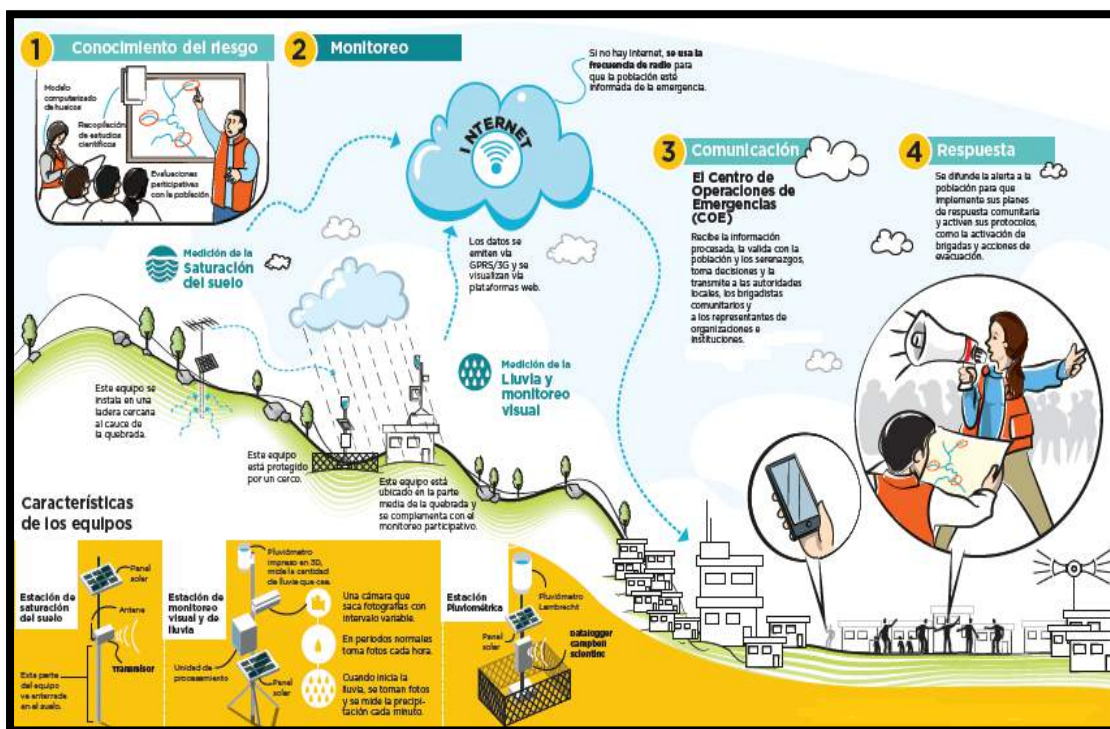 1 Conocimiento del riesgo
Modelo
computarizado
de huaicos
Recopilación
de estudios
científicos
Evaluaciones
participativas
con la población
2 Monitoreo
Si no hay Internet, se usa la
frecuencia de radio para
que la población esté
informada de la emergencia.
INTERNET
Los datos se
emiten vía
GPRS/3G y se
visualizan vía
plataformas web.
Medición de la
Saturación
del suelo
Medición de la
Lluvia y
monitoreo
visual
Este equipo se
instala en una
ladera cercana
al cauce de
la quebrada.
Este equipo
está protegido
por un cerco.
Este equipo está
ubicado en la parte
media de la quebrada y
se complementa con el
monitoreo participativo.
3 Comunicación
El Centro de
Operaciones de
Emergencias
(COE)
Recibe la información
procesada, la valida con la
población y los serenazgos,
toma decisiones y la
transmite a las autoridades
locales, los brigadistas
comunitarios y
a los representantes de
organizaciones e
instituciones.
4 Respuesta
Se difunde la alerta a la
población para que
implemente sus planes
de respuesta comunitaria
y activen sus protocolos,
como la activación de
brigadas y acciones de
evacuación.
Características
de los equipos
Estación de
saturación
del suelo
Panel
solar
Antena
Transmisor
Esta parte
del equipo
va enterrada
en el suelo.
Estación de
monitoreo
visual y de
lluvia
Pluviómetro
impreso en 3D,
mide la cantidad
de lluvia que cae.
Una cámara que
saca fotografías con
intervalo variable.
En periodos normales
toma fotos cada hora.
Cuando inicia la
lluvia, se toman fotos
y se mide la precipi-
tación cada minuto.
Unidad de
procesamiento
Panel
solar
Estación
Pluviométrica
Pluviómetro
Lambrecht
Panel
solar
Datalogger
campbell
scientific